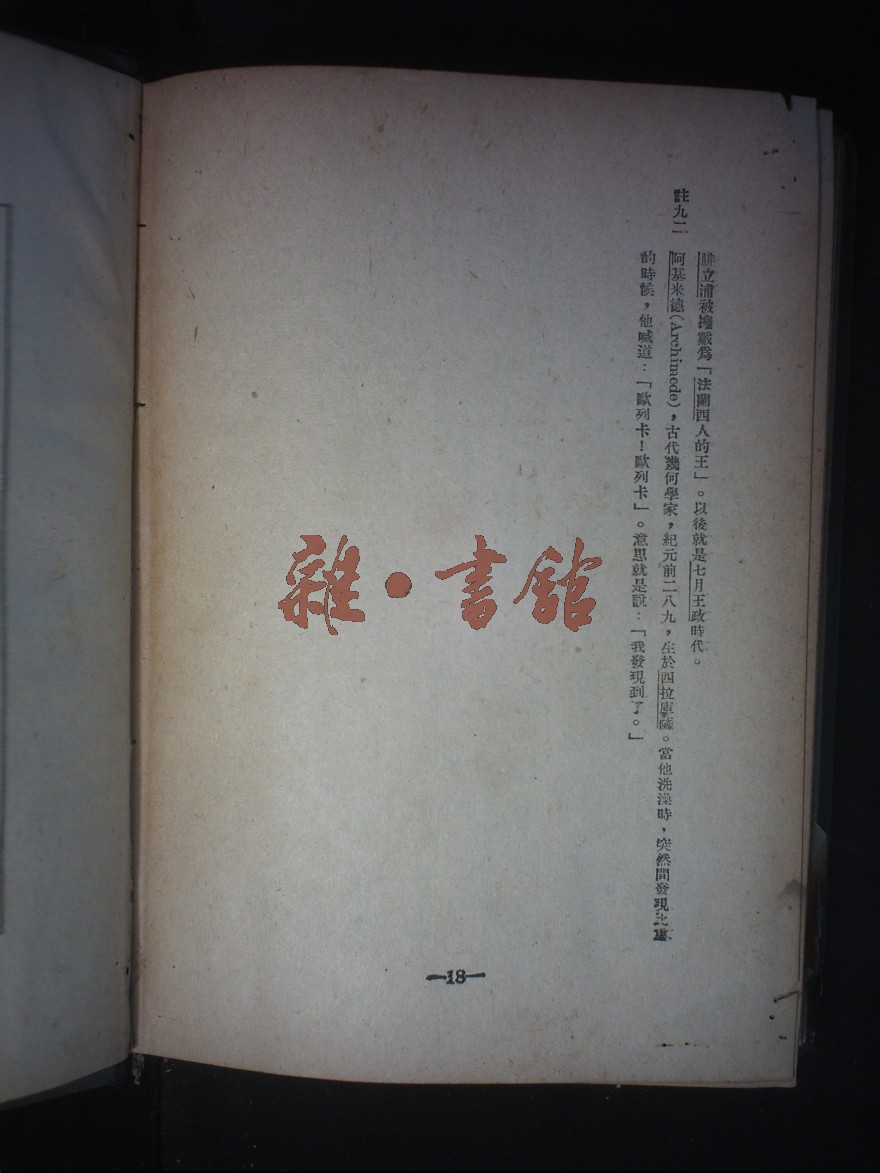 腓立浦被擁戴爲「法蘭西人的王」。以後就是七月王政時代。
註九二 阿基米德(Archimede)，古代幾何學家，紀元前二八九，生於西拉庫薩。當他洗澡時，突然間發現比重
的時候，他喊道：「歐列卡！歐列卡」。意思就是說：「我發現到了。」
雜•書館
—18—